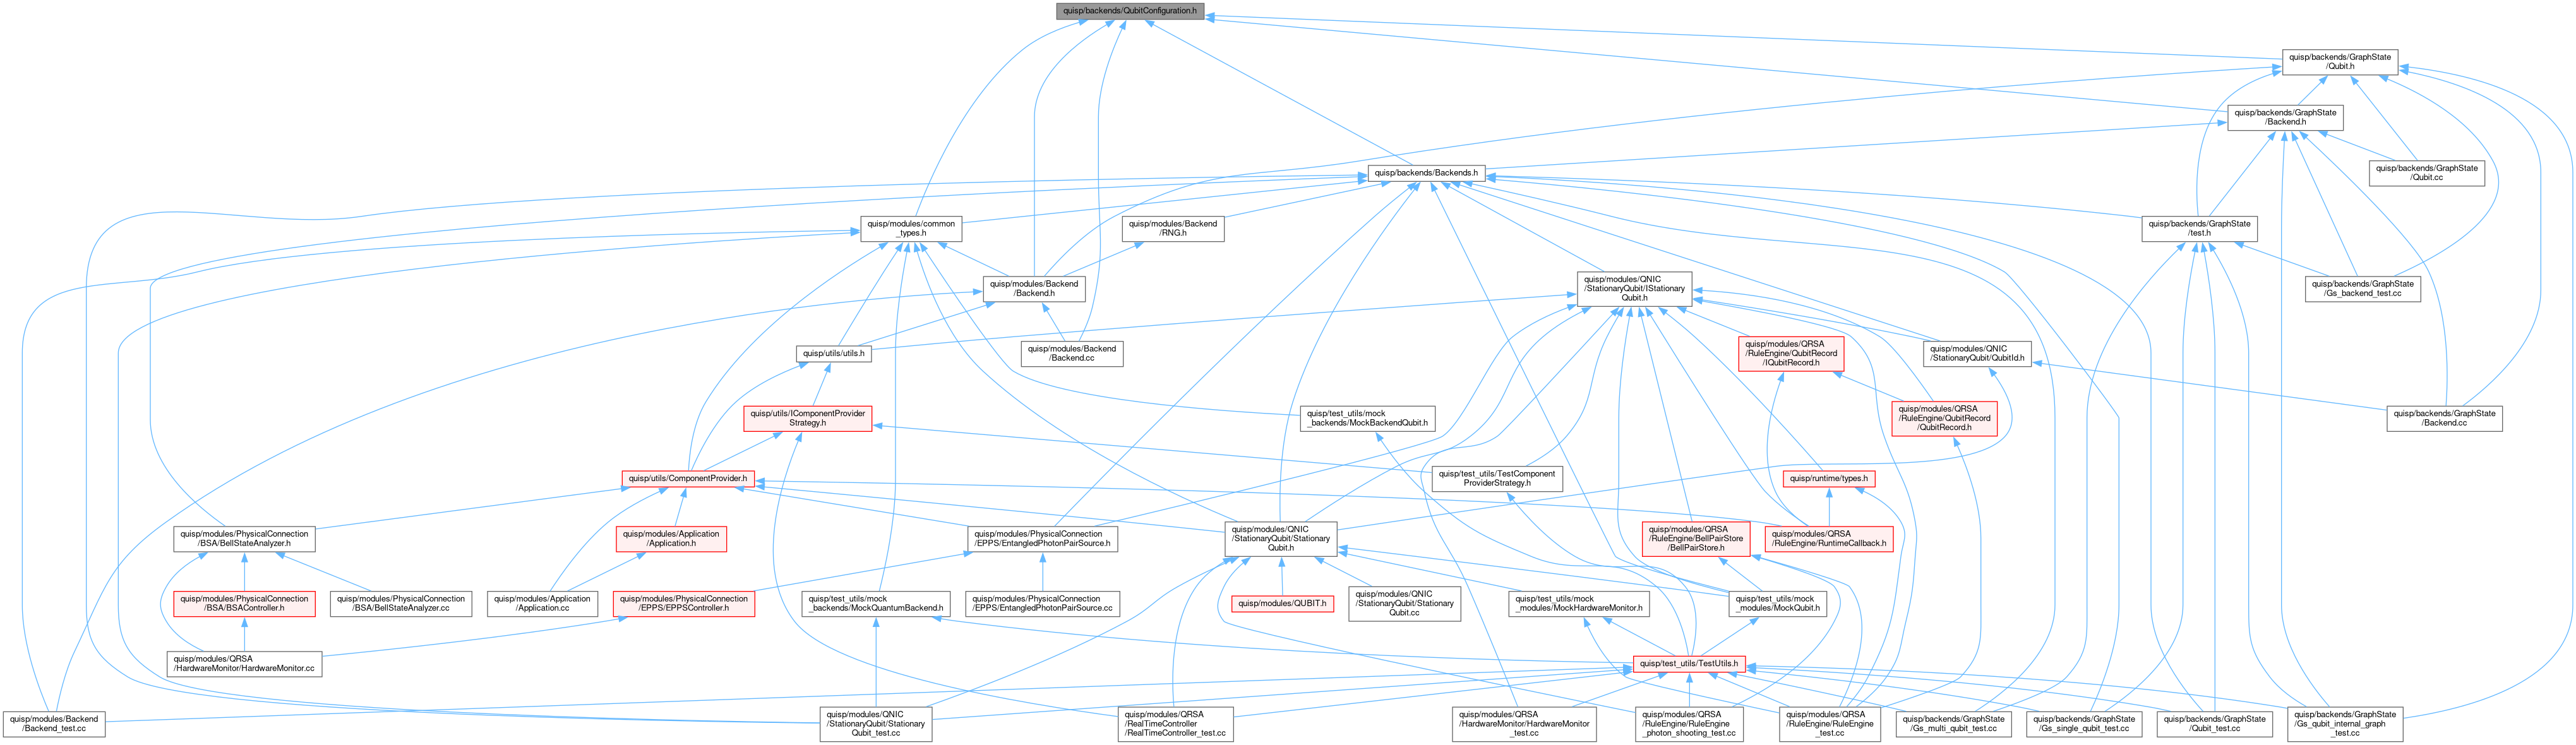 quisp/backends/QubitConfiguration.h
quisp/backends/GraphState
/Qubit.h
quisp/backends/GraphState
/Backend.h
quisp/backends/Backends.h
quisp/backends/GraphState
/Qubit.cc
quisp/modules/common
_types.h
quisp/modules/Backend
/RNG.h
quisp/backends/GraphState
/test.h
quisp/modules/Backend
/Backend.h
quisp/modules/QNIC
/StationaryQubit/IStationary
Qubit.h
quisp/backends/GraphState
/Gs_backend_test.cc
quisp/utils/utils.h
quisp/modules/Backend
/Backend.cc
quisp/modules/QRSA
/RuleEngine/QubitRecord
/IQubitRecord.h
quisp/modules/QNIC
/StationaryQubit/QubitId.h
quisp/utils/IComponentProvider
Strategy.h
quisp/test_utils/mock
_backends/MockBackendQubit.h
quisp/modules/QRSA
/RuleEngine/QubitRecord
/QubitRecord.h
quisp/backends/GraphState
/Backend.cc
quisp/utils/ComponentProvider.h
quisp/test_utils/TestComponent
ProviderStrategy.h
quisp/runtime/types.h
quisp/modules/PhysicalConnection
/BSA/BellStateAnalyzer.h
quisp/modules/Application
/Application.h
quisp/modules/PhysicalConnection
/EPPS/EntangledPhotonPairSource.h
quisp/modules/QNIC
/StationaryQubit/Stationary
Qubit.h
quisp/modules/QRSA
/RuleEngine/BellPairStore
/BellPairStore.h
quisp/modules/QRSA
/RuleEngine/RuntimeCallback.h
quisp/modules/PhysicalConnection
/BSA/BSAController.h
quisp/modules/PhysicalConnection
/BSA/BellStateAnalyzer.cc
quisp/modules/Application
/Application.cc
quisp/modules/PhysicalConnection
/EPPS/EPPSController.h
quisp/test_utils/mock
_backends/MockQuantumBackend.h
quisp/modules/PhysicalConnection
/EPPS/EntangledPhotonPairSource.cc
quisp/modules/QUBIT.h
quisp/modules/QNIC
/StationaryQubit/Stationary
Qubit.cc
quisp/test_utils/mock
_modules/MockHardwareMonitor.h
quisp/test_utils/mock
_modules/MockQubit.h
quisp/modules/QRSA
/HardwareMonitor/HardwareMonitor.cc
quisp/test_utils/TestUtils.h
quisp/modules/Backend
/Backend_test.cc
quisp/modules/QNIC
/StationaryQubit/Stationary
Qubit_test.cc
quisp/modules/QRSA
/RealTimeController
/RealTimeController_test.cc
quisp/modules/QRSA
/HardwareMonitor/HardwareMonitor
_test.cc
quisp/modules/QRSA
/RuleEngine/RuleEngine
_photon_shooting_test.cc
quisp/modules/QRSA
/RuleEngine/RuleEngine
_test.cc
quisp/backends/GraphState
/Gs_multi_qubit_test.cc
quisp/backends/GraphState
/Gs_single_qubit_test.cc
quisp/backends/GraphState
/Qubit_test.cc
quisp/backends/GraphState
/Gs_qubit_internal_graph
_test.cc